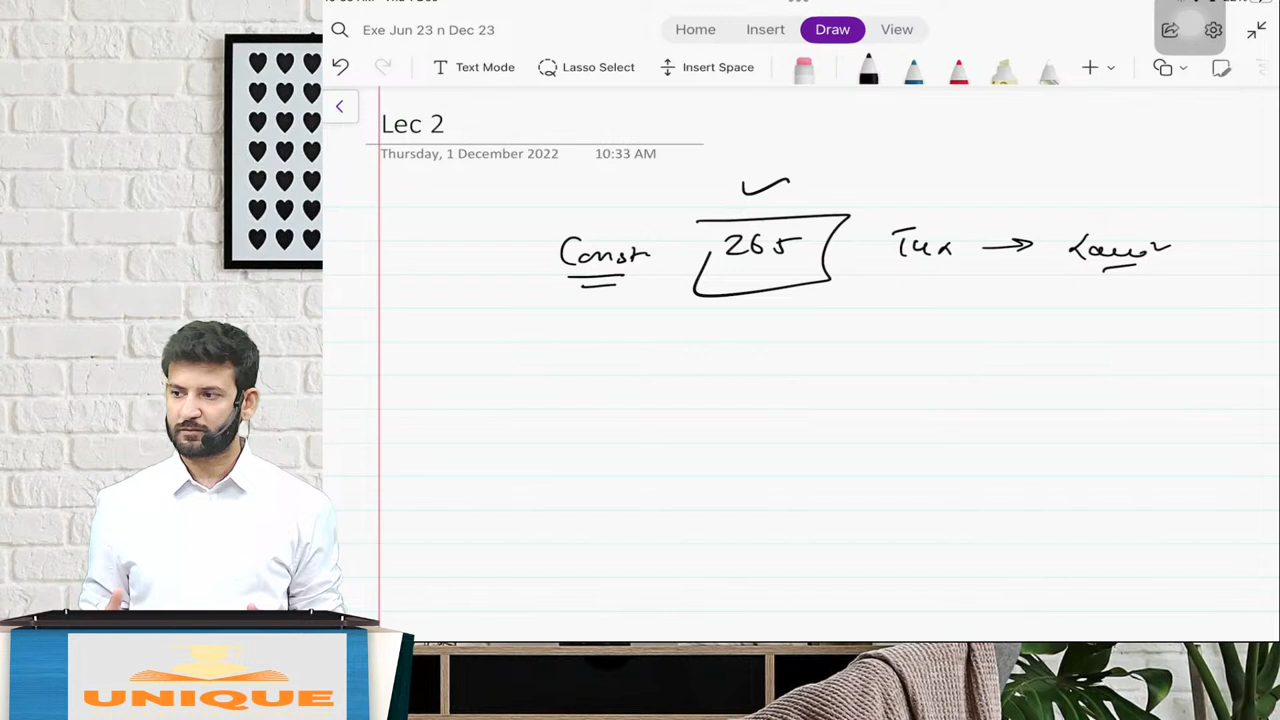 Exe Jun 23 n Dec 23
Home Insert Draw View
Text Mode Lasso Select Insert Space
Lec 2
Thursday, 1 December 2022 10:33 AM
Const 265 Tax →
UNIQUE